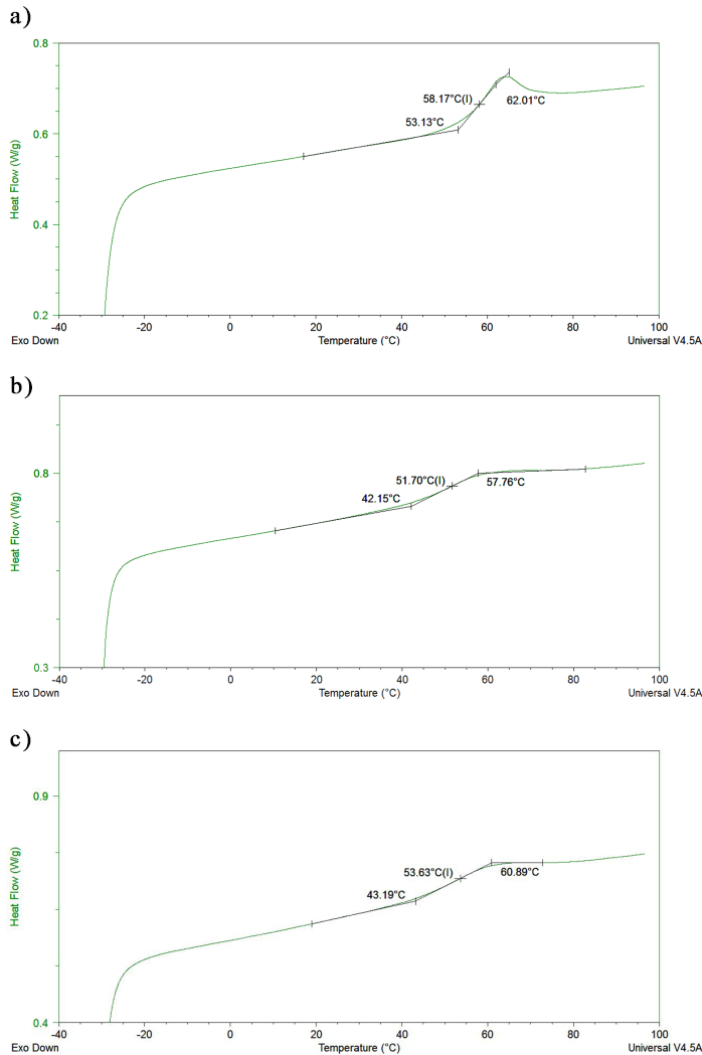 a)
0.8
58.17°C(I)
62.01°C
53.13°C
0.6
Heat Flow (W/g)
0.4
0.2
-40 -20 0 20 40 60 80 100
Exo Down Temperature (°C) Universal V4.5A
b)
0.8
51.70°C(I)
57.76°C
42.15°C
Heat Flow (W/g)
0.3
-40 -20 0 20 40 60 80 100
Exo Down Temperature (°C) Universal V4.5A
c)
0.9
53.63°C(I)
60.89°C
43.19°C
Heat Flow (W/g)
0.4
-40 -20 0 20 40 60 80 100
Exo Down Temperature (°C) Universal V4.5A